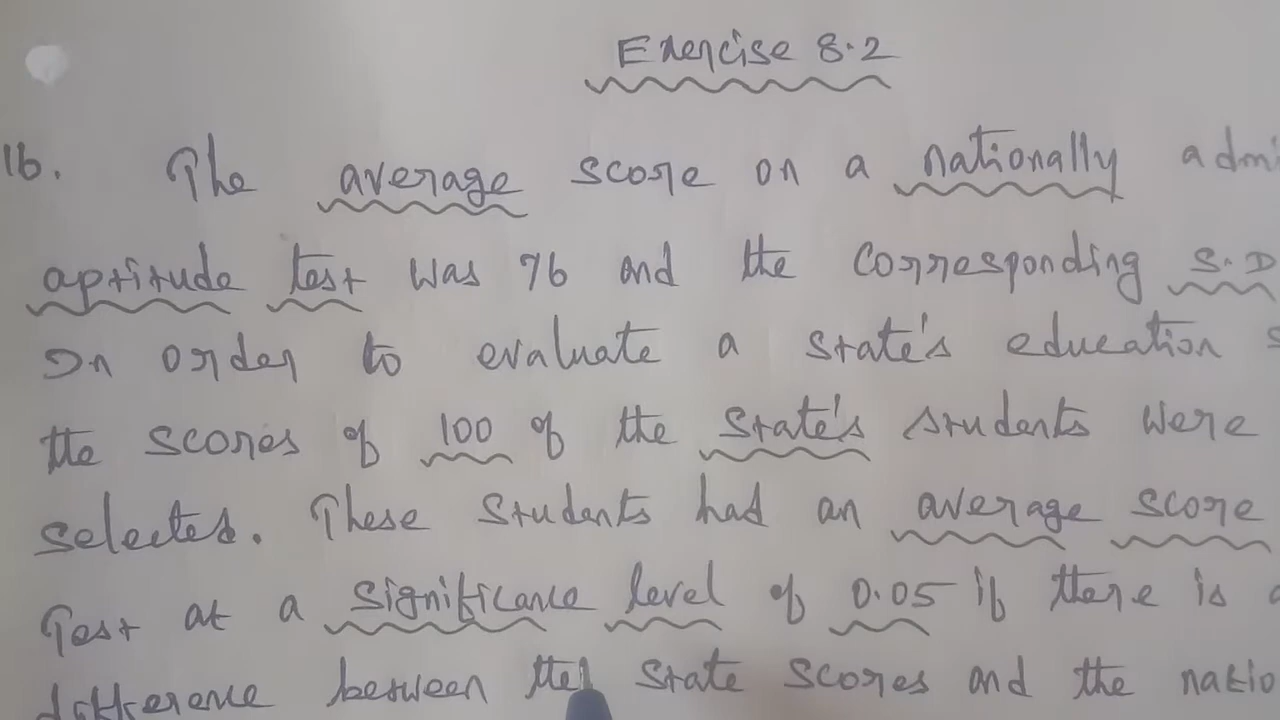 Exercise 8.2
16. The average score on a nationally admi
aptitude test was 76 and the corresponding S.D
In order to evaluate a state's education s
the scores of 100 of the state's students were
selected. These students had an average score
Test at a significance level of 0.05 if there is a
difference between the state scores and the natio